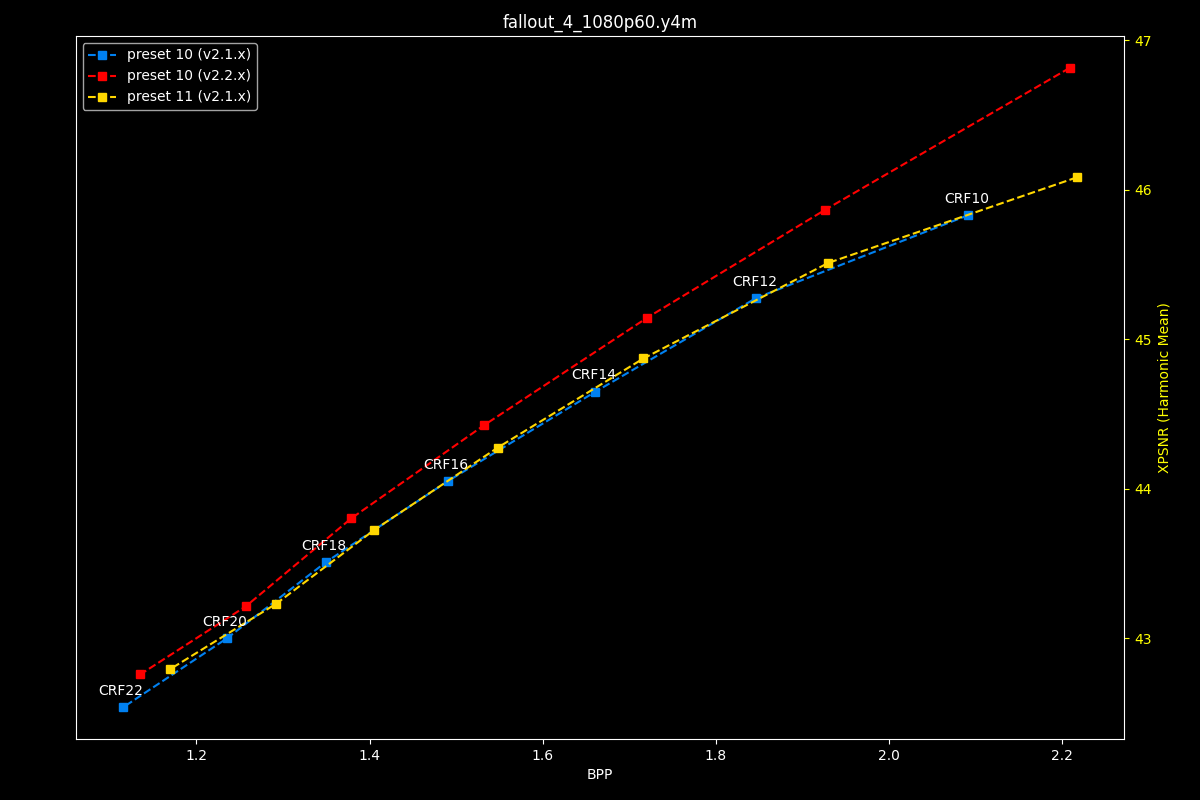 fallout_4_1080p60.y4m
preset 10 (v2.1.x)
preset 10 (v2.2.x)
preset 11 (v2.1.x)
CRF10
CRF12
CRF14
CRF16
CRF18
CRF20
CRF22
47
46
45
44
43
XPSNR (Harmonic Mean)
1.2 1.4 1.6 1.8 2.0 2.2
BPP